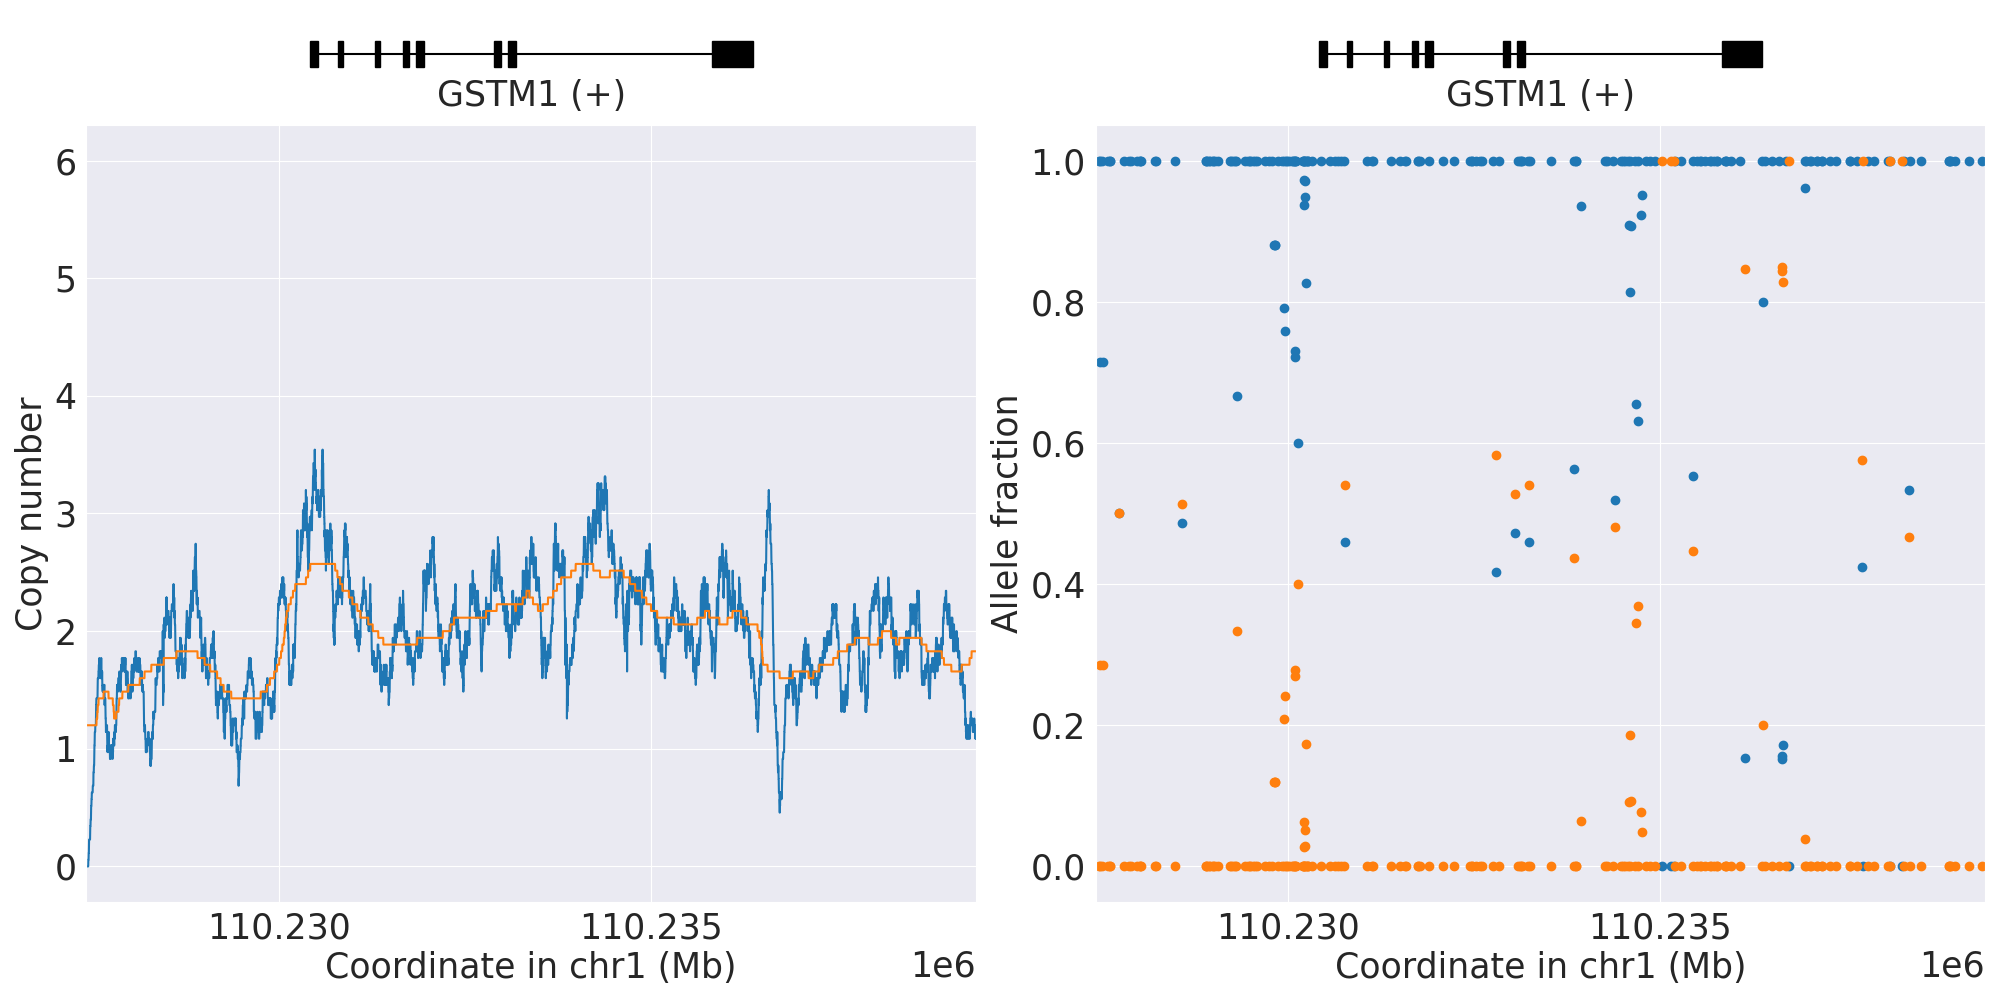 GSTM1 (+)
6
5
4
3
2
1
0
Copy number
110.230
110.235
Coordinate in chr1 (Mb)
1e6
GSTM1 (+)
1.0
0.8
0.6
0.4
0.2
0.0
Allele fraction
110.230
110.235
Coordinate in chr1 (Mb)
1e6